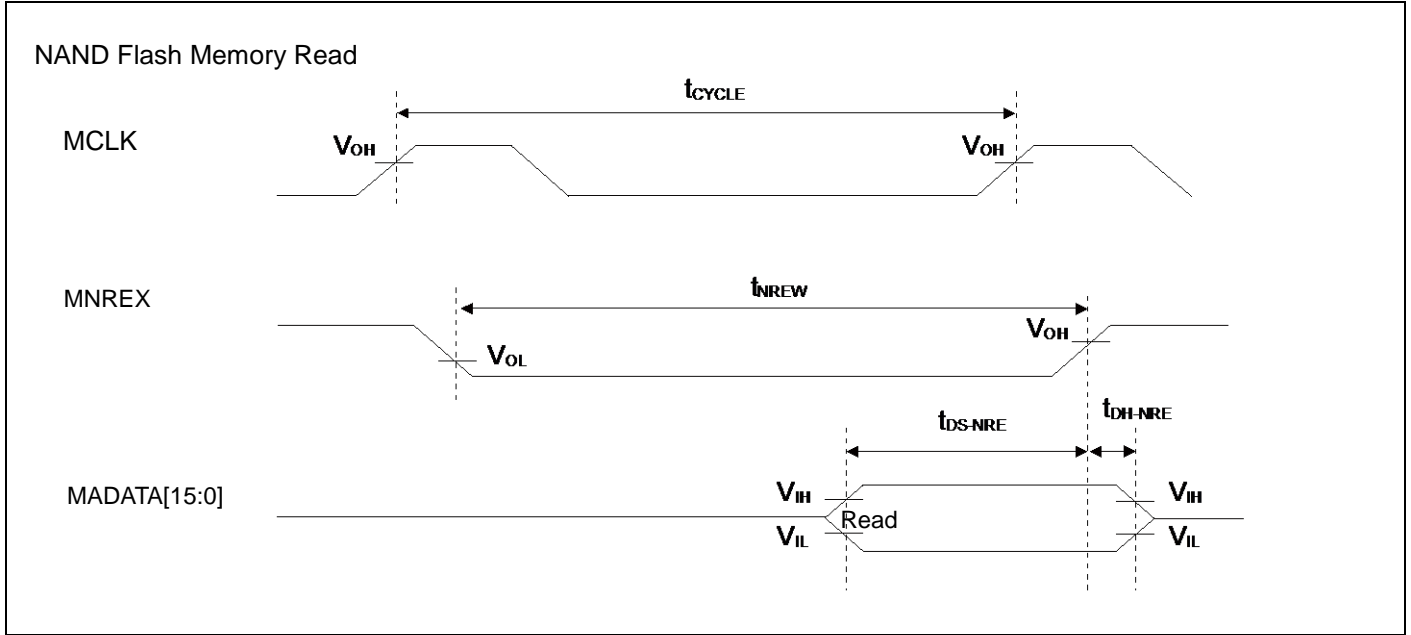 NAND Flash Memory Read
tCYCLE
MCLK
VOH
VOH
tNREW
MNREX
VOH
VOL
tDS-NRE
tDH-NRE
MADATA[15:0]
VIH
VIH
Read
VIL
VIL